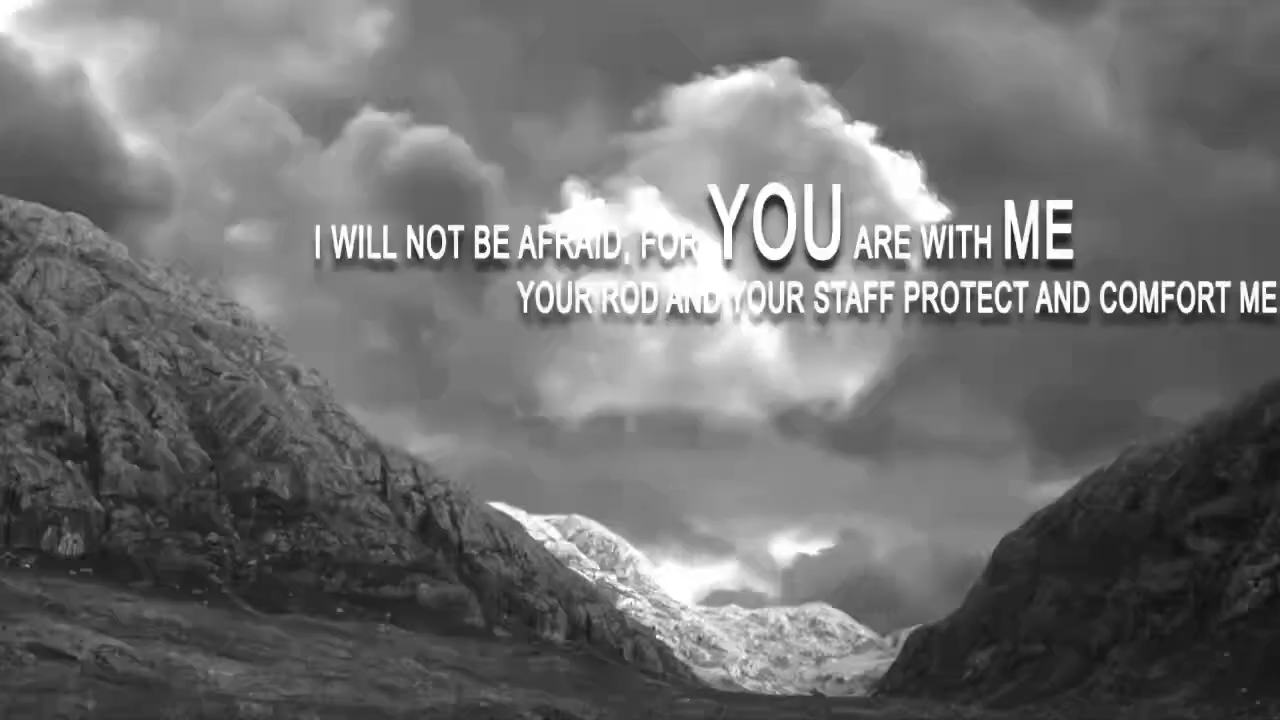 I WILL NOT BE AFRAID, FOR YOU ARE WITH ME
YOUR ROD AND YOUR STAFF PROTECT AND COMFORT ME